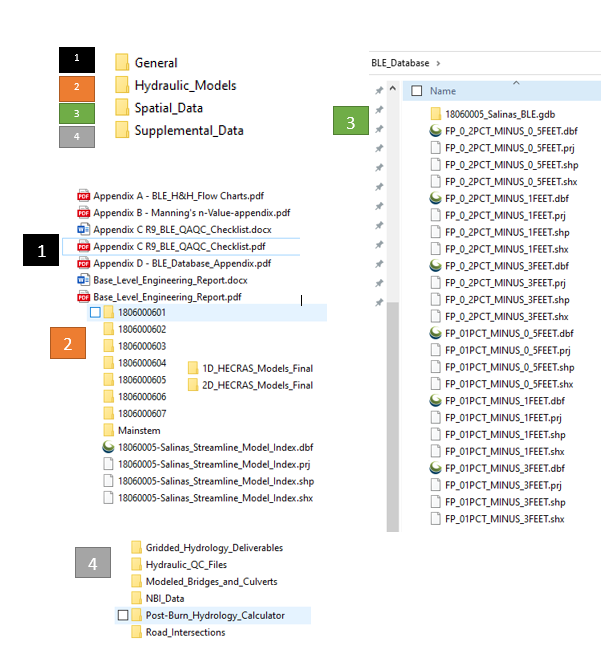 1
General
2
Hydraulic_Models
3
Spatial_Data
4
Supplemental_Data
1
Appendix A - BLE_H&H_Flow Charts.pdf
Appendix B - Manning's n-Value-appendix.pdf
Appendix C R9_BLE_QAQC_Checklist.docx
Appendix C R9_BLE_QAQC_Checklist.pdf
Appendix D - BLE_Database_Appendix.pdf
Base_Level_Engineering_Report.docx
Base_Level_Engineering_Report.pdf
2
1806000601
1806000602
1806000603
1806000604
1806000605
1806000606
1806000607
Mainstem
18060005-Salinas_Streamline_Model_Index.dbf
18060005-Salinas_Streamline_Model_Index.prj
18060005-Salinas_Streamline_Model_Index.shp
18060005-Salinas_Streamline_Model_Index.shx
1D_HECRAS_Models_Final
2D_HECRAS_Models_Final
BLE_Database
3
Name
18060005_Salinas_BLE.gdb
FP_0_2PCT_MINUS_0_5FEET.dbf
FP_0_2PCT_MINUS_0_5FEET.prj
FP_0_2PCT_MINUS_0_5FEET.shp
FP_0_2PCT_MINUS_0_5FEET.shx
FP_0_2PCT_MINUS_1FEET.dbf
FP_0_2PCT_MINUS_1FEET.prj
FP_0_2PCT_MINUS_1FEET.shp
FP_0_2PCT_MINUS_1FEET.shx
FP_0_2PCT_MINUS_3FEET.dbf
FP_0_2PCT_MINUS_3FEET.prj
FP_0_2PCT_MINUS_3FEET.shp
FP_0_2PCT_MINUS_3FEET.shx
FP_01PCT_MINUS_0_5FEET.dbf
FP_01PCT_MINUS_0_5FEET.prj
FP_01PCT_MINUS_0_5FEET.shp
FP_01PCT_MINUS_0_5FEET.shx
FP_01PCT_MINUS_1FEET.dbf
FP_01PCT_MINUS_1FEET.prj
FP_01PCT_MINUS_1FEET.shp
FP_01PCT_MINUS_1FEET.shx
FP_01PCT_MINUS_3FEET.dbf
FP_01PCT_MINUS_3FEET.prj
FP_01PCT_MINUS_3FEET.shp
FP_01PCT_MINUS_3FEET.shx
4
Gridded_Hydrology_Deliverables
Hydraulic_QC_Files
Modeled_Bridges_and_Culverts
NBI_Data
Post-Burn_Hydrology_Calculator
Road_Intersections